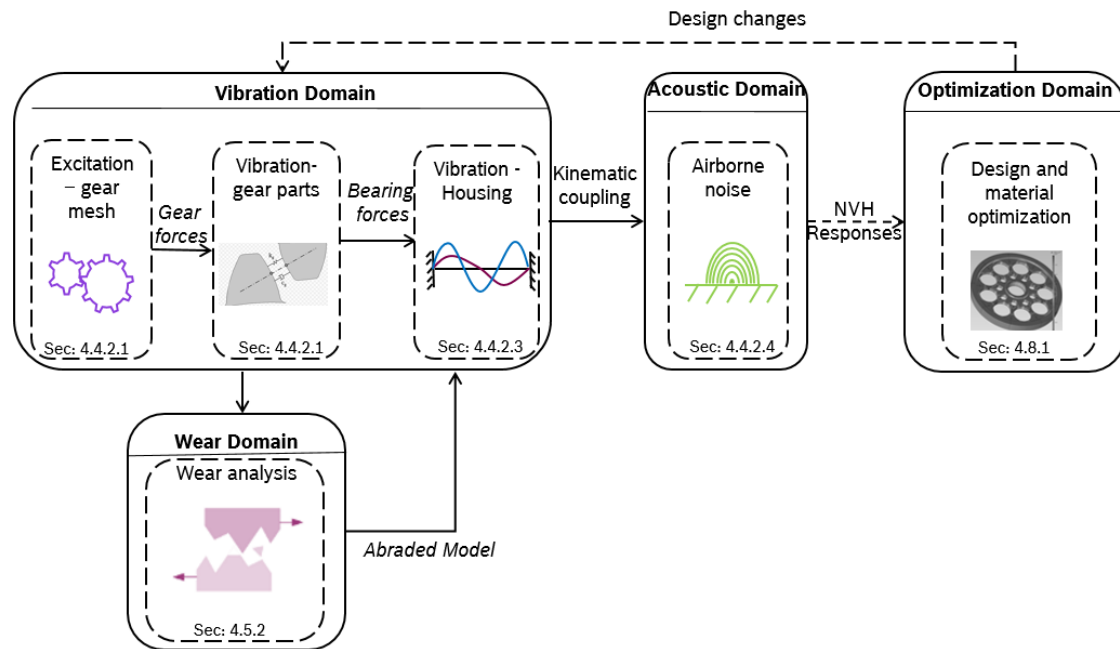 Design changes
Vibration Domain
Excitation
– gear
mesh
Sec: 4.4.2.1
Gear
forces
Vibration-
gear parts
Sec: 4.4.2.1
Bearing
forces
Vibration -
Housing
Sec: 4.4.2.3
Kinematic
coupling
Acoustic Domain
Airborne
noise
Sec: 4.4.2.4
NVH
Responses
Optimization Domain
Design and
material
optimization
Sec: 4.8.1
Wear Domain
Wear analysis
Sec: 4.5.2
Abraded Model